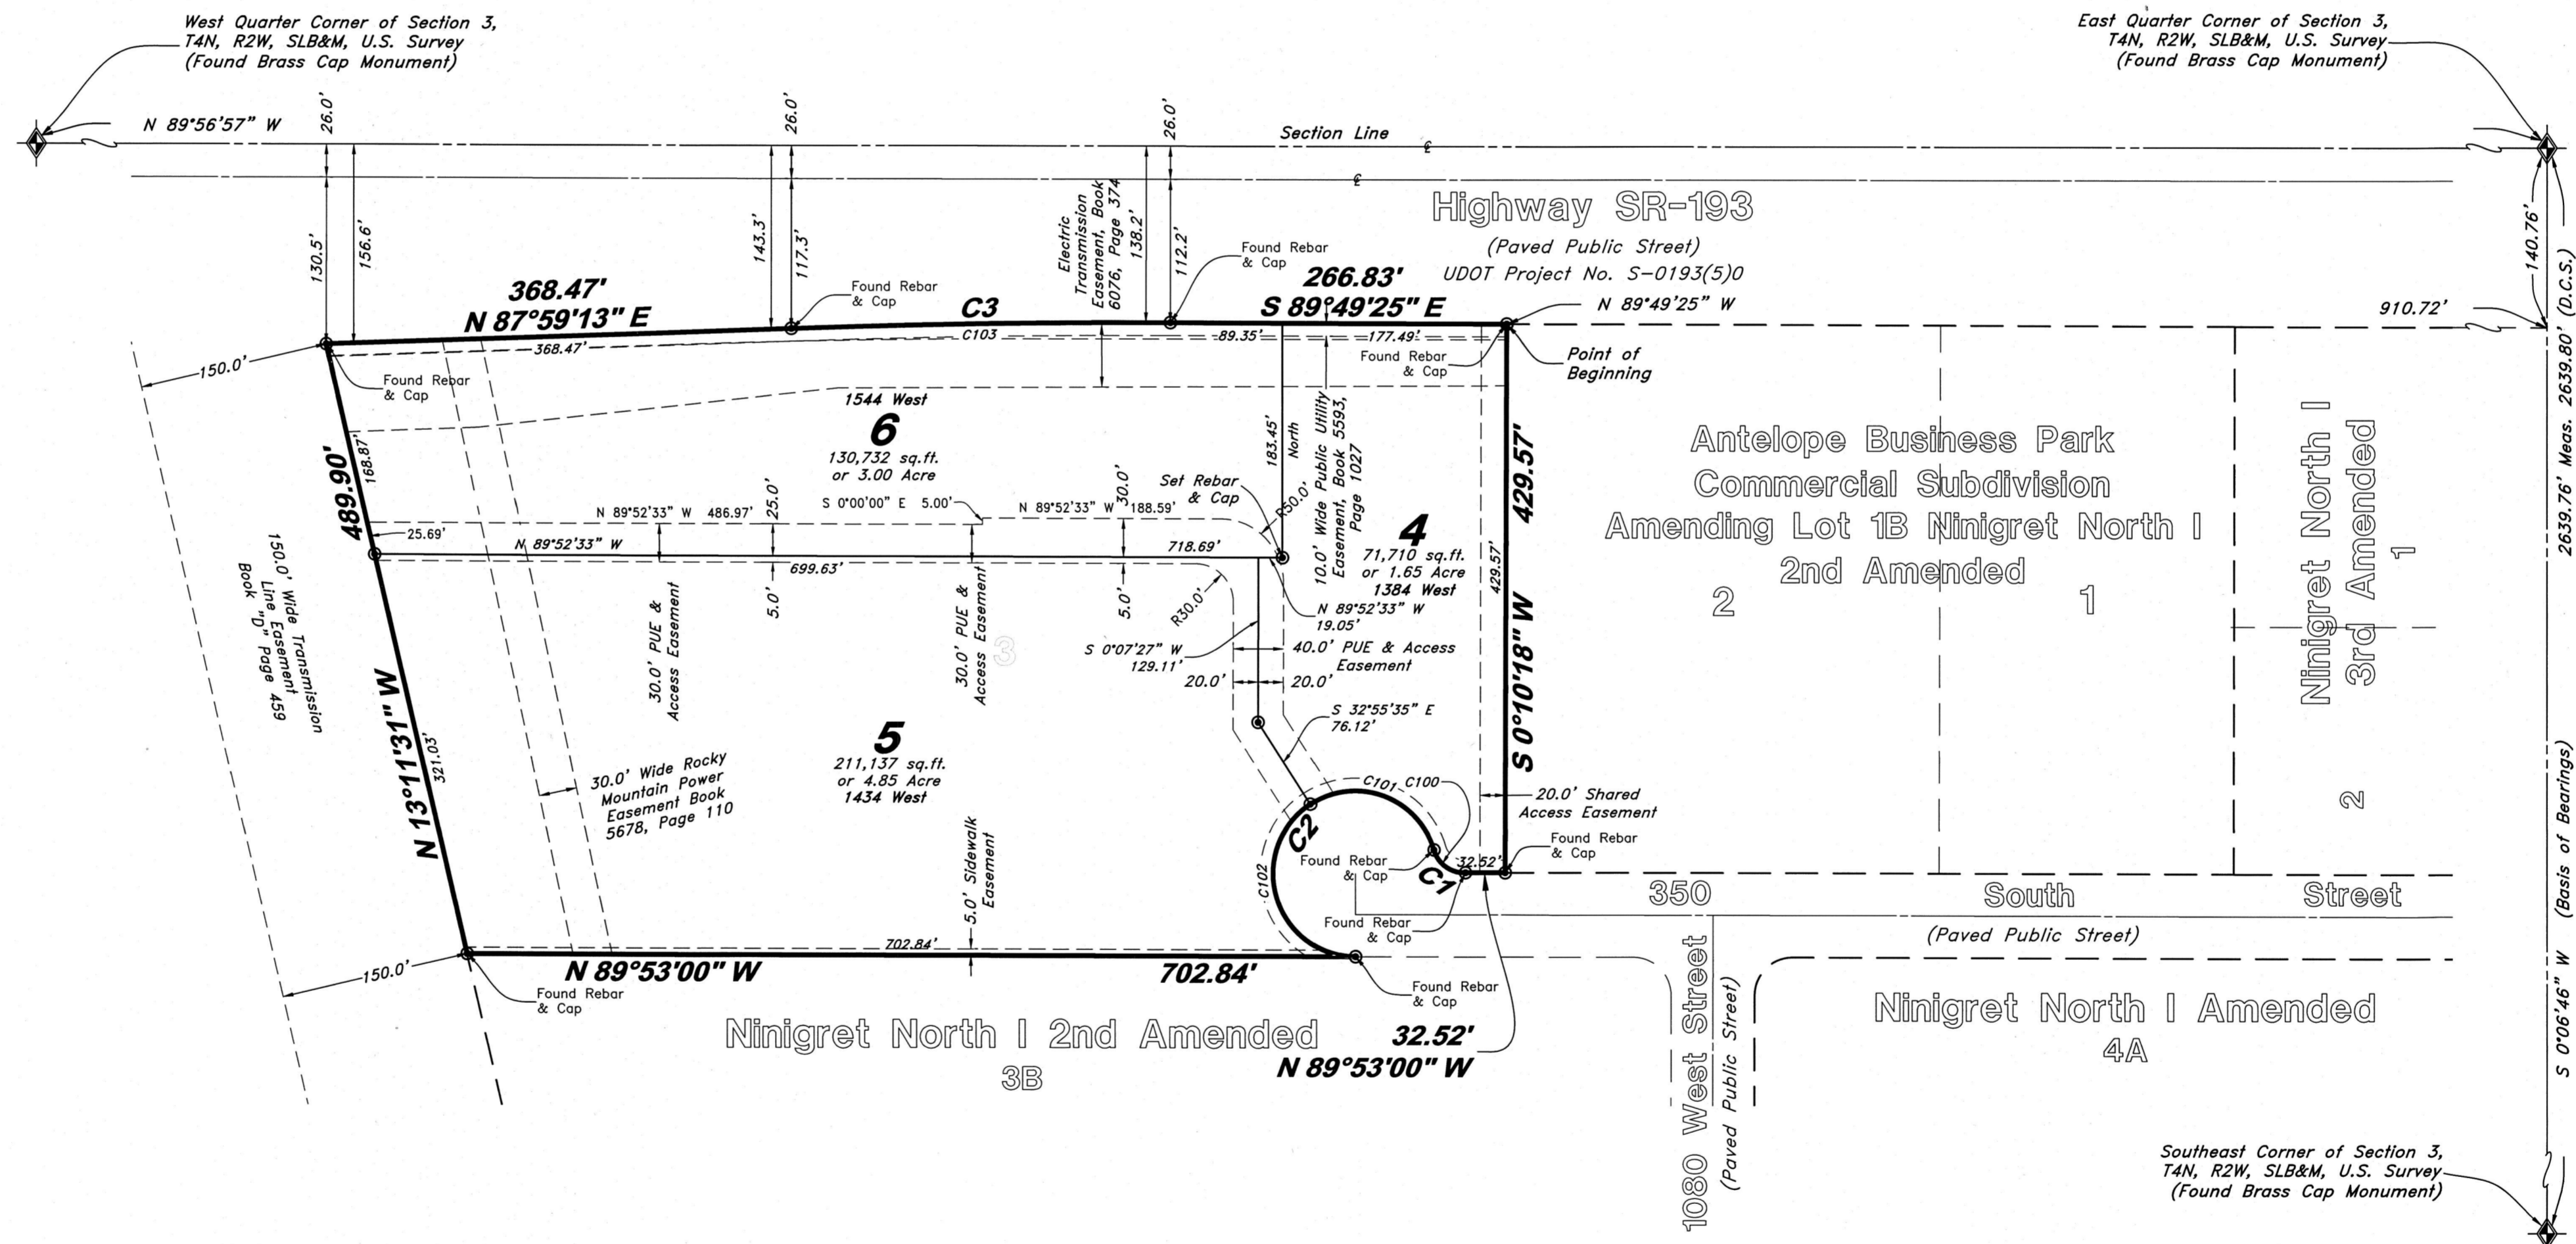 West Quarter Corner of Section 3,
T4N, R2W, SLB&M, U.S. Survey
(Found Brass Cap Monument)
East Quarter Corner of Section 3,
T4N, R2W, SLB&M, U.S. Survey
(Found Brass Cap Monument)
N 89°56'57" W
26.0'
26.0'
26.0'
Section Line
Highway SR-193
(Paved Public Street)
UDOT Project No. S-0193(5)0
130.5'
156.6'
143.3'
117.3'
Electric
Transmission
Easement, Book
6076, Page 374
138.2'
112.2'
140.76'
2639.76' Meas. 2639.80' (D.C.S.)
(Basis of Bearings)
S 0°06'46" W
Found Rebar
& Cap
Found Rebar
& Cap
368.47'
N 87°59'13" E
C3
266.83'
S 89°49'25" E
N 89°49'25" W
910.72'
Point of
Beginning
368.47'
C103
89.35'
177.49'
Found Rebar
& Cap
150.0'
Found Rebar
& Cap
1544 West
6
130,732 sq.ft.
or 3.00 Acre
183.45'
North
10.0' Wide Public Utility
Easement, Book 5593,
Page 1027
Set Rebar
& Cap
R50.0'
489.90'
N 13°11'31" W
168.87'
321.03'
25.69'
N 89°52'33" W 486.97'
25.0'
S 0°00'00" E 5.00'
N 89°52'33" W 188.59'
30.0'
N 89°52'33" W
718.69'
699.63'
5.0'
5.0'
R30.0'
30.0' PUE &
Access Easement
30.0' PUE &
Access Easement
3
4
71,710 sq.ft.
or 1.65 Acre
1384 West
N 89°52'33" W
19.05'
S 0°07'27" W
129.11'
40.0' PUE & Access
Easement
20.0'
20.0'
S 32°55'35" E
76.12'
429.57'
429.57'
S 0°10'18" W
Antelope Business Park
Commercial Subdivision
Amending Lot 1B Ninigret North I
2nd Amended
2
1
Ninigret North I
3rd Amended
1
2
150.0' Wide Transmission
Line Easement
Book "D" Page 459
30.0' Wide Rocky
Mountain Power
Easement Book
5678, Page 110
5
211,137 sq.ft.
or 4.85 Acre
1434 West
5.0' Sidewalk
Easement
C101
C100
C2
C102
C1
Found Rebar
& Cap
32.52'
20.0' Shared
Access Easement
Found Rebar
& Cap
Found Rebar
& Cap
350 South Street
(Paved Public Street)
702.84'
N 89°53'00" W
702.84'
150.0'
Found Rebar
& Cap
Found Rebar
& Cap
32.52'
N 89°53'00" W
Ninigret North I 2nd Amended
3B
1080 West Street
(Paved Public Street)
Ninigret North I Amended
4A
Southeast Corner of Section 3,
T4N, R2W, SLB&M, U.S. Survey
(Found Brass Cap Monument)